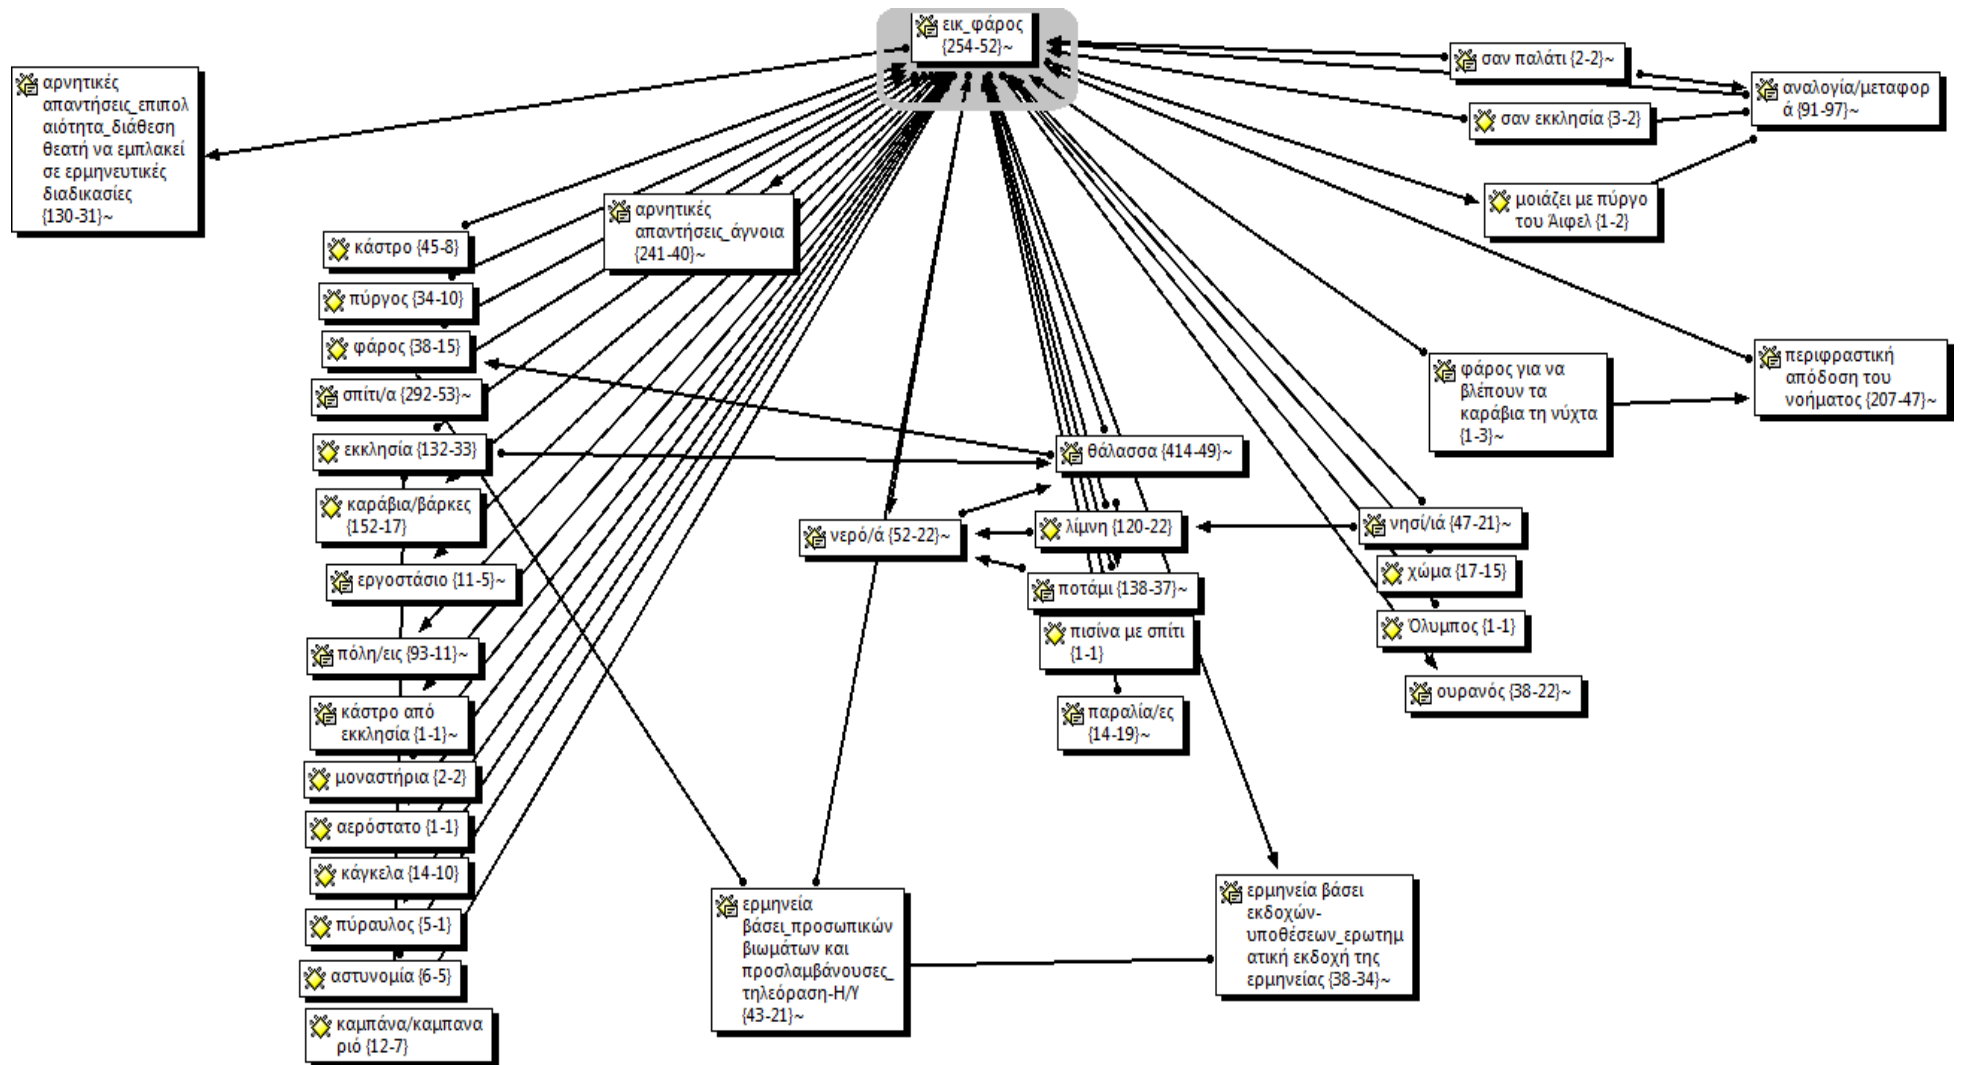 εικ_φάρος
{254-52}~
αρνητικές
απαντήσεις_επιπολ
αιότητα_διάθεση
θεατή να εμπλακεί
σε ερμηνευτικές
διαδικασίες
{130-31}~
αρνητικές
απαντήσεις_άγνοια
{241-40}~
κάστρο {45-8}
πύργος {34-10}
φάρος {38-15}
σπίτι/α {292-53}~
εκκλησία {132-33}
καράβια/βάρκες
{152-17}
εργοστάσιο {11-5}~
πόλη/εις {93-11}~
κάστρο από
εκκλησία {1-1}~
μοναστήρια {2-2}
αερόστατο {1-1}
κάγκελα {14-10}
πύραυλος {5-1}
αστυνομία {6-5}
καμπάνα/καμπανα
ριό {12-7}
σαν παλάτι {2-2}~
αναλογία/μεταφορ
ά {91-97}~
σαν εκκλησία {3-2}
μοιάζει με πύργο
του Άιφελ {1-2}
φάρος για να
βλέπουν τα
καράβια τη νύχτα
{1-3}~
περιφραστική
απόδοση του
νοήματος {207-47}~
θάλασσα {414-49}~
νερό/ά {52-22}~
λίμνη {120-22}
νησί/ιά {47-21}~
ποτάμι {138-37}~
χώμα {17-15}
πισίνα με σπίτι
{1-1}
Όλυμπος {1-1}
παραλία/ες
{14-19}~
ουρανός {38-22}~
ερμηνεία
βάσει_προσωπικών
βιωμάτων και
προσλαμβάνουσες_
τηλεόραση-Η/Υ
{43-21}~
ερμηνεία βάσει
εκδοχών-
υποθέσεων_ερωτημ
ατική εκδοχή της
ερμηνείας {38-34}~